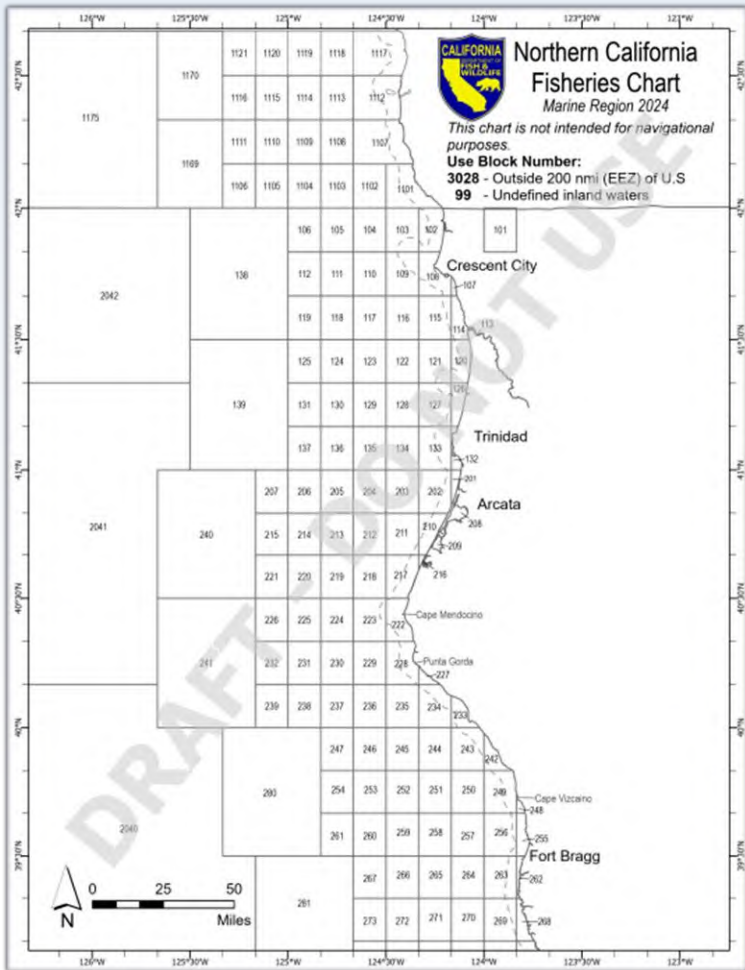 126°W 125°30'W 125°W 124°30'W 124°W 123°30'W 123°W
CALIFORNIA
DEPARTMENT OF
FISH &
WILDLIFE
Northern California
Fisheries Chart
Marine Region 2024
This chart is not intended for navigational
purposes.
Use Block Number:
3028 - Outside 200 nmi (EEZ) of U.S
99 - Undefined inland waters
1121 1120 1119 1118 1117
42°30'N 1170 42°30'N
1116 1115 1114 1113 1112
1175
1111 1110 1109 1108 1107
1169
1106 1105 1104 1103 1102 1101
42°N 42°N
106 105 104 103 102 101
138 112 111 110 109 108 Crescent City
107
2042
119 118 117 116 115
114 113
41°30'N 41°30'N
125 124 123 122 121 120
126
139 131 130 129 128 127
Trinidad
137 136 135 134 133
132
41°N 41°N
207 206 205 204 203 202 201
Arcata
208
2041 240 215 214 213 212 211 210
209
221 220 219 218 217 216
40°30'N 40°30'N
226 225 224 223 Cape Mendocino
222
241 232 231 230 229 228 Punta Gorda
227
239 238 237 236 235 234
233
40°N 40°N
247 246 245 244 243
242
280 254 253 252 251 250 249 Cape Vizcaino
248
2040 261 260 259 258 257 256 255
39°30'N Fort Bragg 39°30'N
267 266 265 264 263 262
281
273 272 271 270 269 268
0 25 50
Miles
N
126°W 125°30'W 125°W 124°30'W 124°W 123°30'W 123°W
DRAFT - DO NOT USE